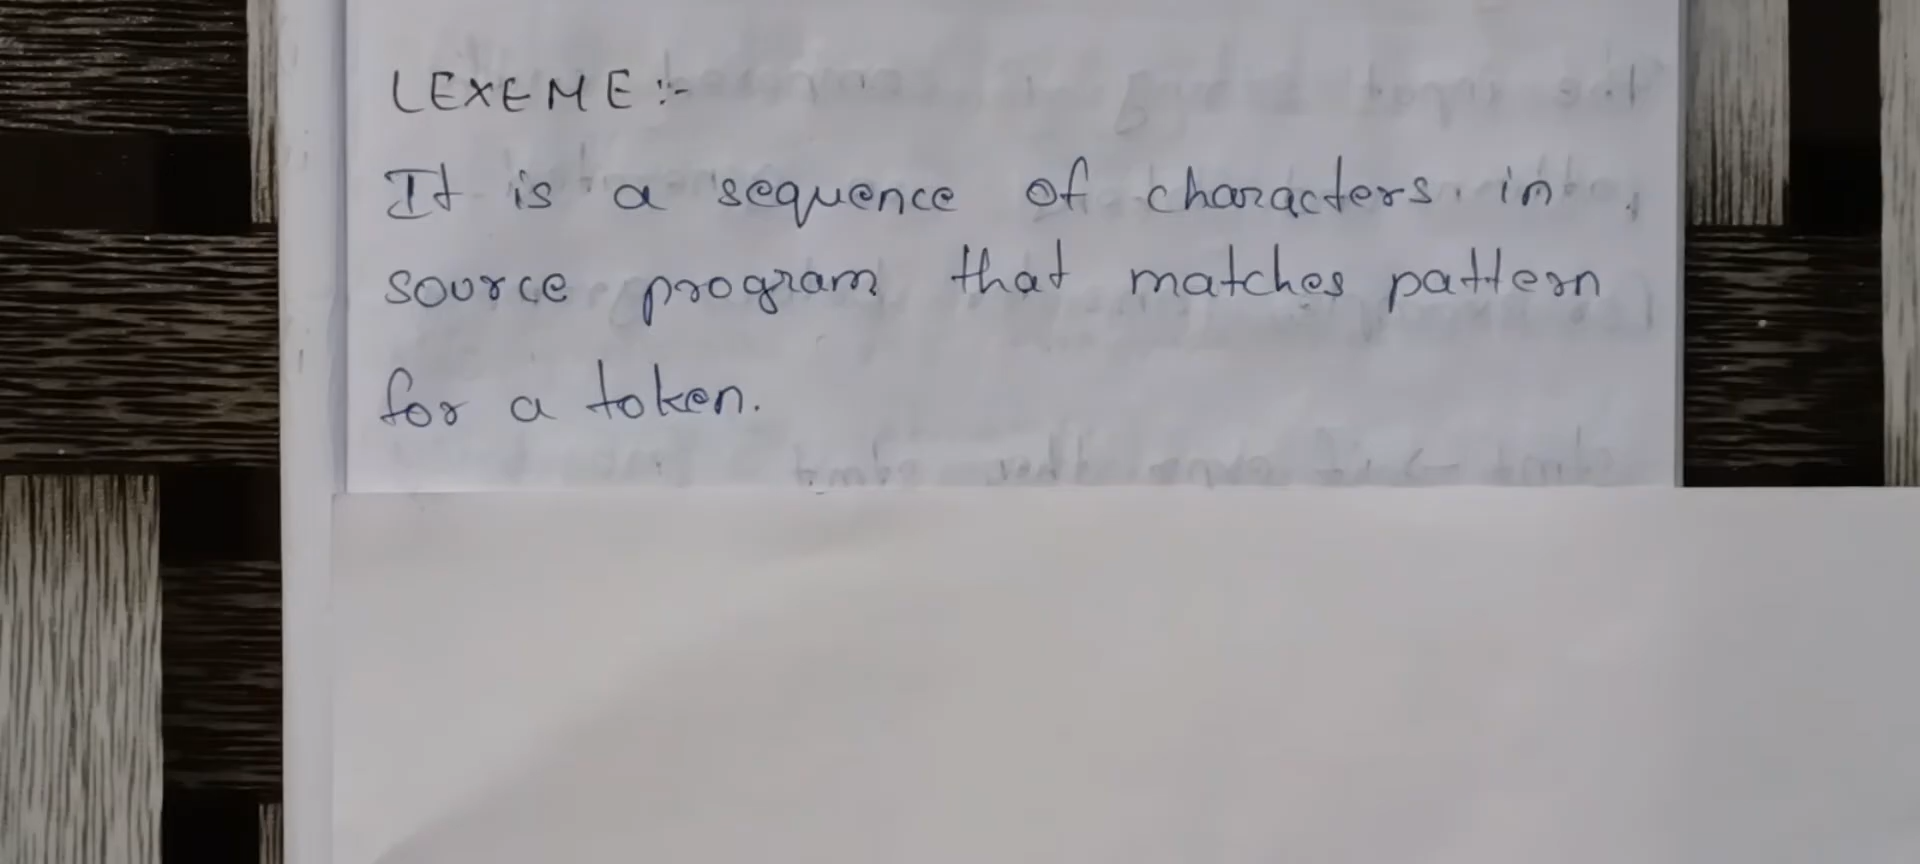 LEXEME :-
It is a sequence of characters in
source program that matches pattern
for a token.